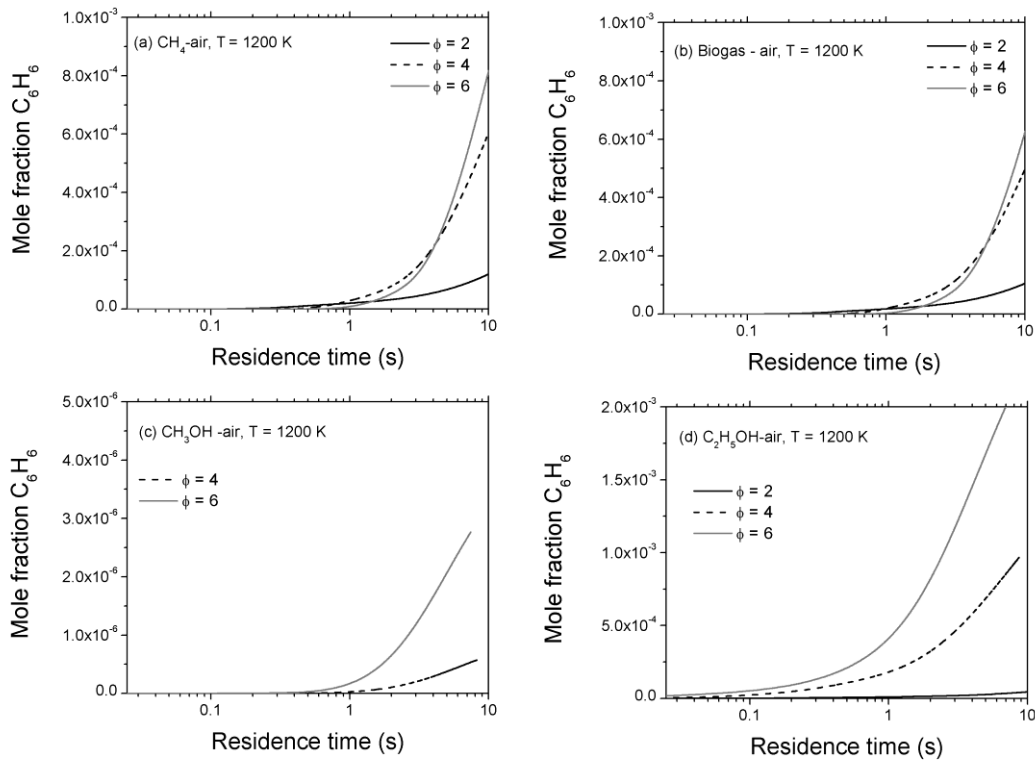 (a) CH₄-air, T = 1200 K
ϕ = 2
ϕ = 4
ϕ = 6
Mole fraction C₆H₆
1.0x10⁻³
8.0x10⁻⁴
6.0x10⁻⁴
4.0x10⁻⁴
2.0x10⁻⁴
0.0
0.1 1 10
Residence time (s)
(b) Biogas - air, T = 1200 K
ϕ = 2
ϕ = 4
ϕ = 6
Mole fraction C₆H₆
1.0x10⁻³
8.0x10⁻⁴
6.0x10⁻⁴
4.0x10⁻⁴
2.0x10⁻⁴
0.0
0.1 1 10
Residence time (s)
(c) CH₃OH -air, T = 1200 K
ϕ = 4
ϕ = 6
Mole fraction C₆H₆
5.0x10⁻⁶
4.0x10⁻⁶
3.0x10⁻⁶
2.0x10⁻⁶
1.0x10⁻⁶
0.0
0.1 1 10
Residence time (s)
(d) C₂H₅OH-air, T = 1200 K
ϕ = 2
ϕ = 4
ϕ = 6
Mole fraction C₆H₆
2.0x10⁻³
1.5x10⁻³
1.0x10⁻³
5.0x10⁻⁴
0.0
0.1 1 10
Residence time (s)